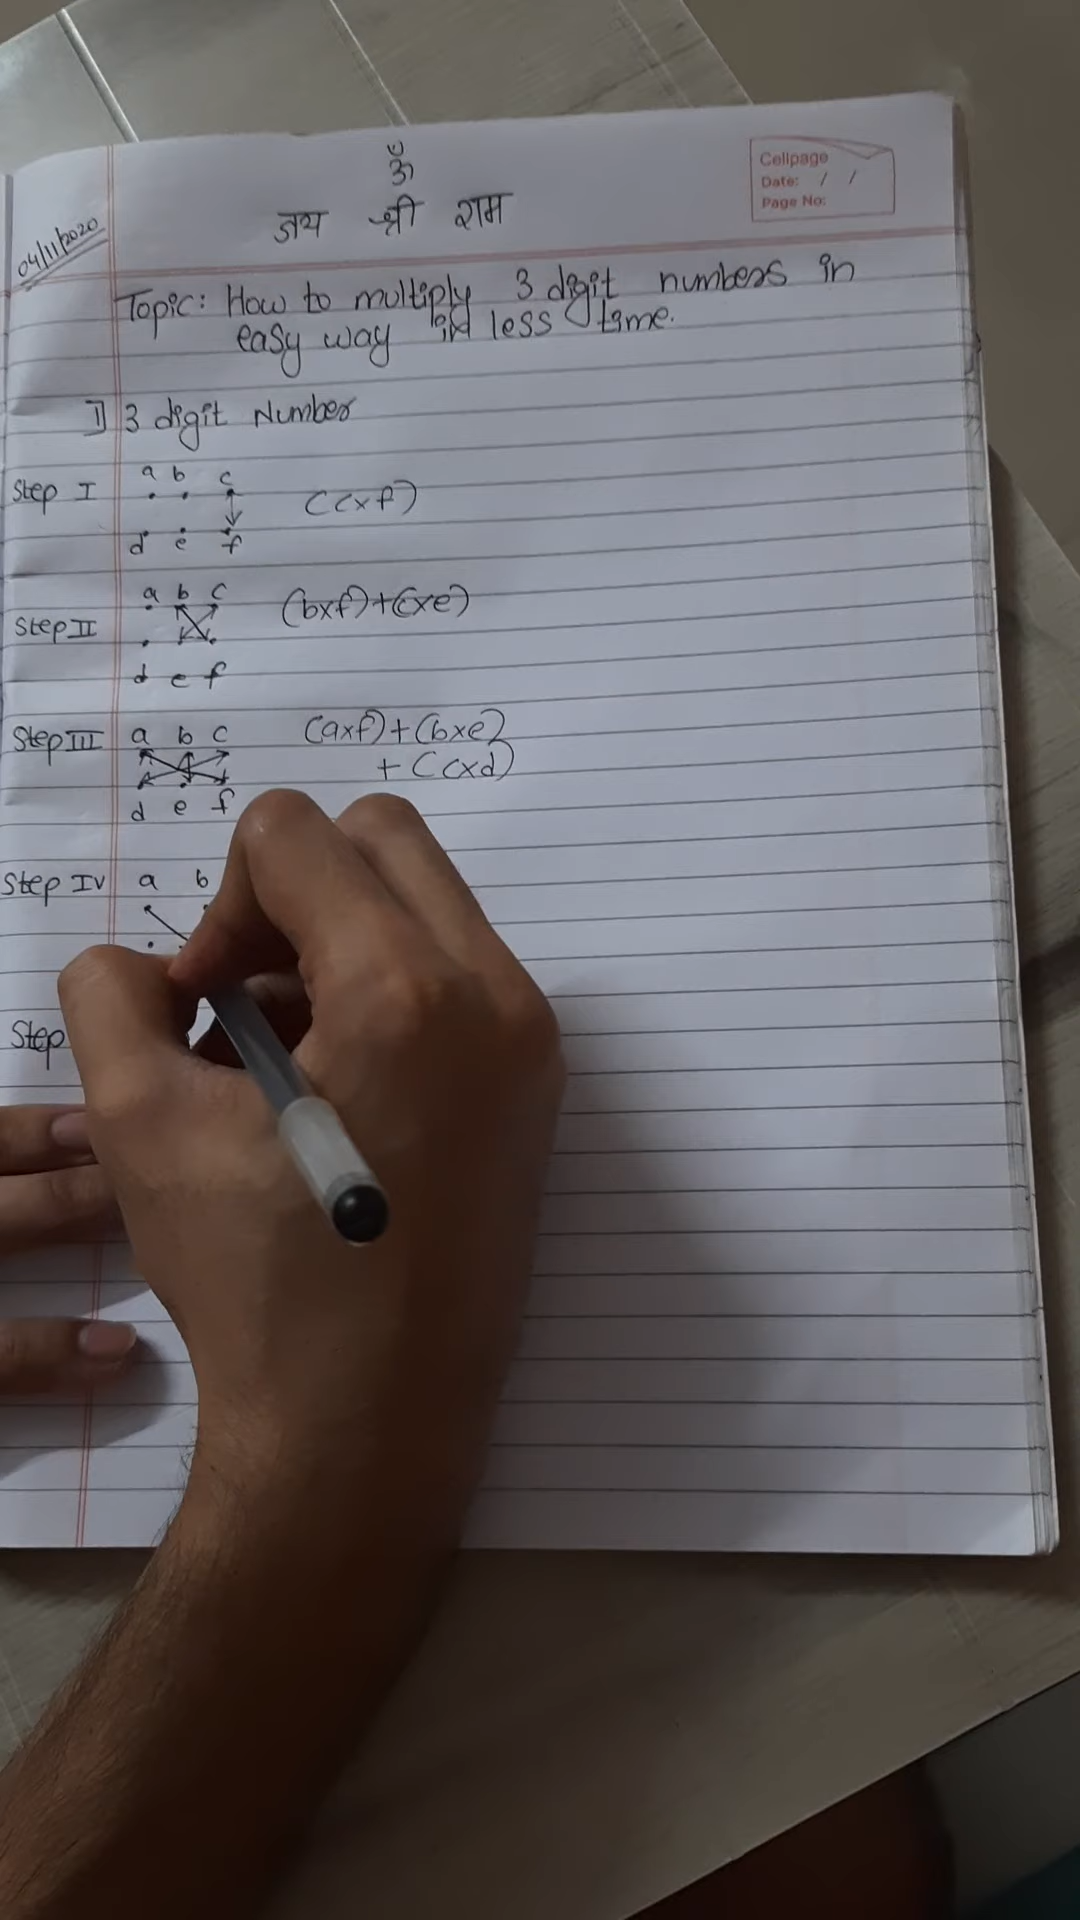 ॐ
जय श्री राम
Cellpage
Date: / /
Page No:
04/11/2020
Topic: How to multiply 3 digit numbers in
easy way in less time.
I] 3 digit Number
Step I
a b c
(c×f)
d e f
a b c
(b×f)+(c×e)
Step II
d e f
Step III a b c (a×f)+(b×e)
+ (c×d)
d e f
Step IV a b
Step